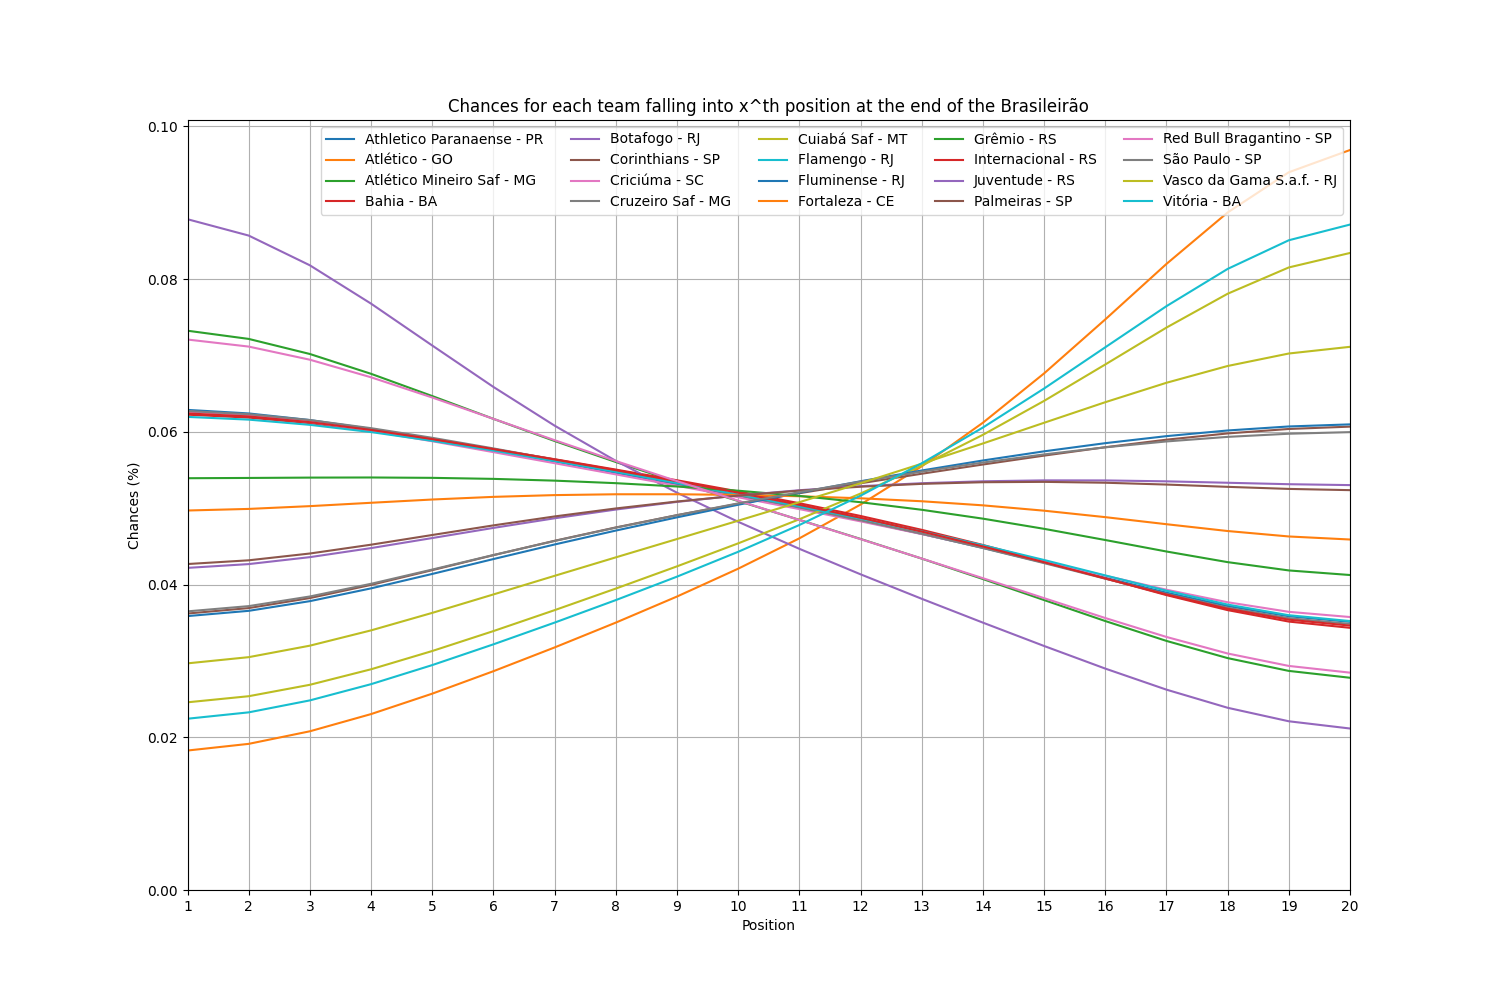 Chances for each team falling into x^th position at the end of the Brasileirão
Athletico Paranaense - PR
Atlético - GO
Atlético Mineiro Saf - MG
Bahia - BA
Botafogo - RJ
Corinthians - SP
Criciúma - SC
Cruzeiro Saf - MG
Cuiabá Saf - MT
Flamengo - RJ
Fluminense - RJ
Fortaleza - CE
Grêmio - RS
Internacional - RS
Juventude - RS
Palmeiras - SP
Red Bull Bragantino - SP
São Paulo - SP
Vasco da Gama S.a.f. - RJ
Vitória - BA
Chances (%)
0.10
0.08
0.06
0.04
0.02
0.00
1 2 3 4 5 6 7 8 9 10 11 12 13 14 15 16 17 18 19 20
Position